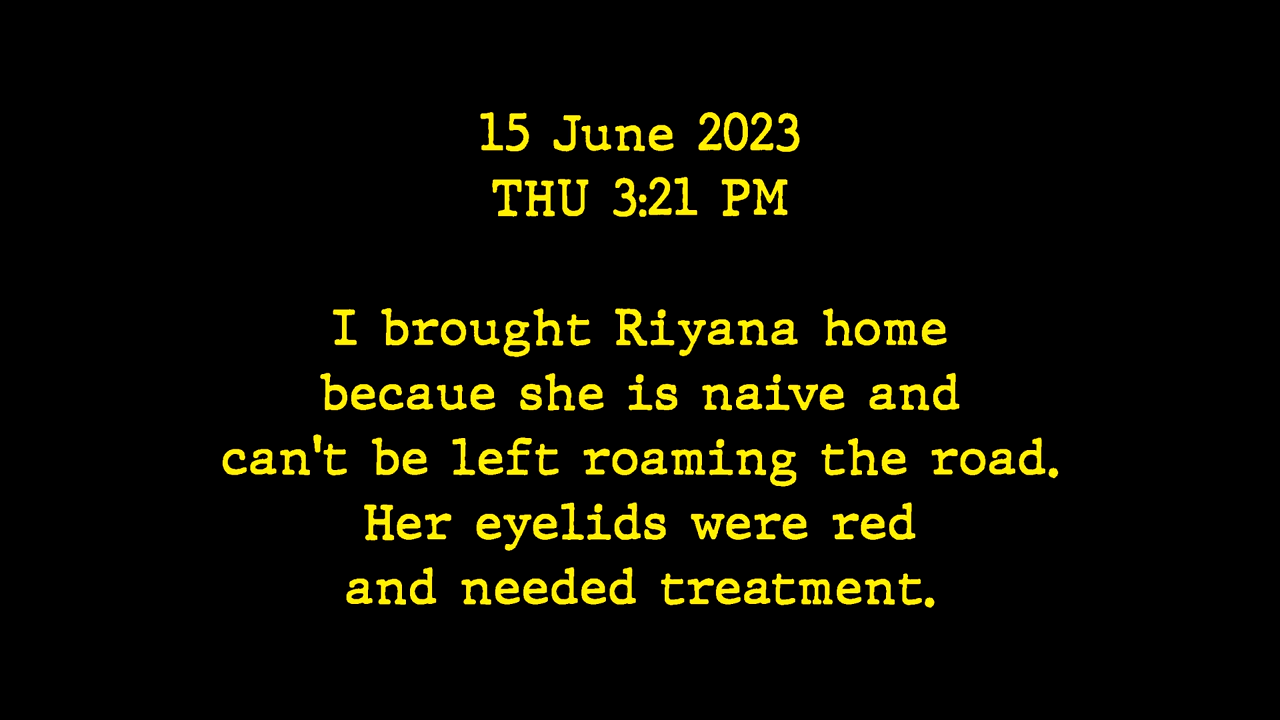 15 June 2023
THU 3:21 PM
I brought Riyana home
becaue she is naive and
can't be left roaming the road.
Her eyelids were red
and needed treatment.